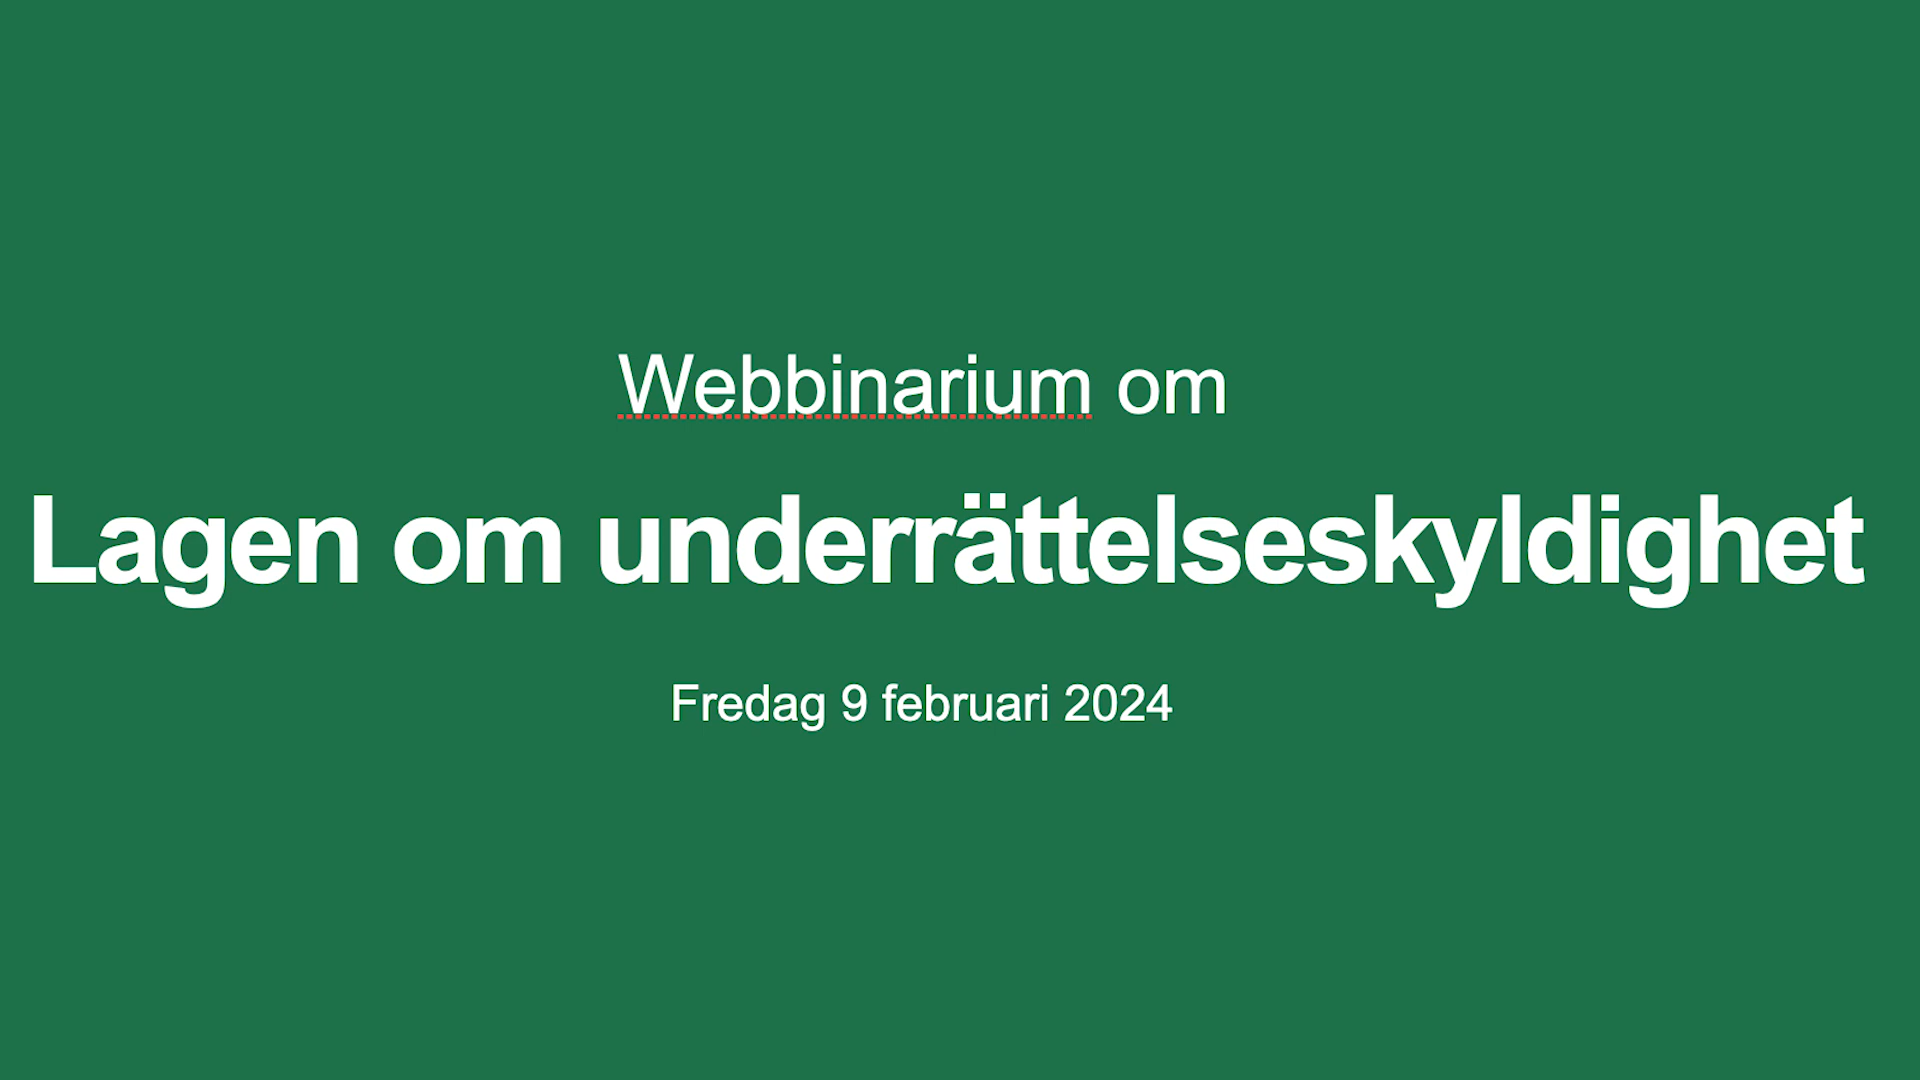 Webbinarium om
Lagen om underrättelseskyldighet
Fredag 9 februari 2024